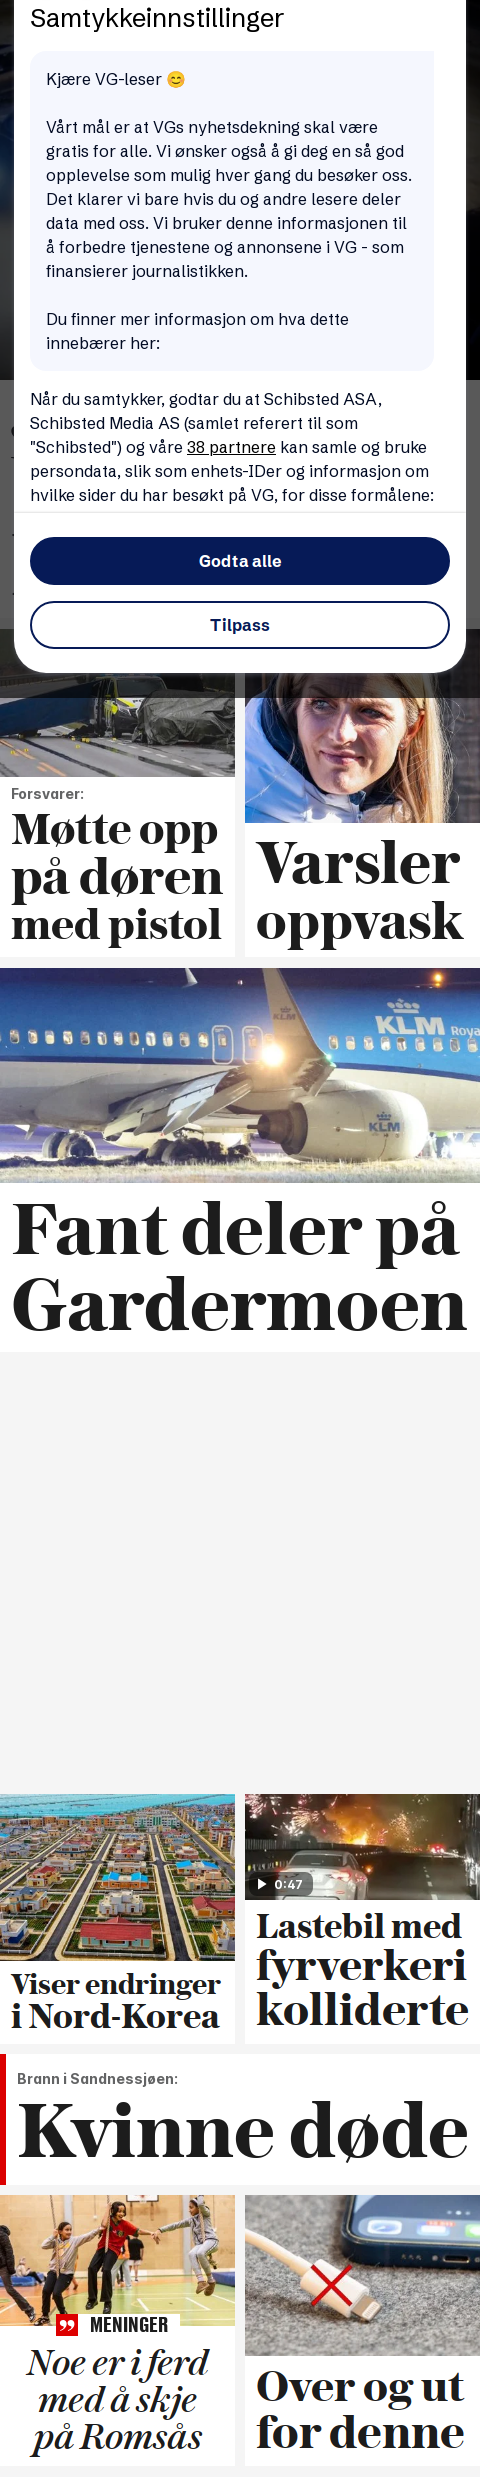 Samtykkeinnstillinger
Kjære VG-leser 😊
Vårt mål er at VGs nyhetsdekning skal være
gratis for alle. Vi ønsker også å gi deg en så god
opplevelse som mulig hver gang du besøker oss.
Det klarer vi bare hvis du og andre lesere deler
data med oss. Vi bruker denne informasjonen til
å forbedre tjenestene og annonsene i VG - som
finansierer journalistikken.
Du finner mer informasjon om hva dette
innebærer her:
Når du samtykker, godtar du at Schibsted ASA,
Schibsted Media AS (samlet referert til som
"Schibsted") og våre 38 partnere kan samle og bruke
persondata, slik som enhets-IDer og informasjon om
hvilke sider du har besøkt på VG, for disse formålene:
Godta alle
Tilpass
Forsvarer:
Møtte opp
på døren
med pistol
Varsler
oppvask
KLM
KLM Royal
KLM
Fant deler på
Gardermoen
Viser endringer
i Nord-Korea
0:47
Lastebil med
fyrverkeri
kolliderte
Brann i Sandnessjøen:
Kvinne døde
MENINGER
Noe er i ferd
med å skje
på Romsås
Over og ut
for denne